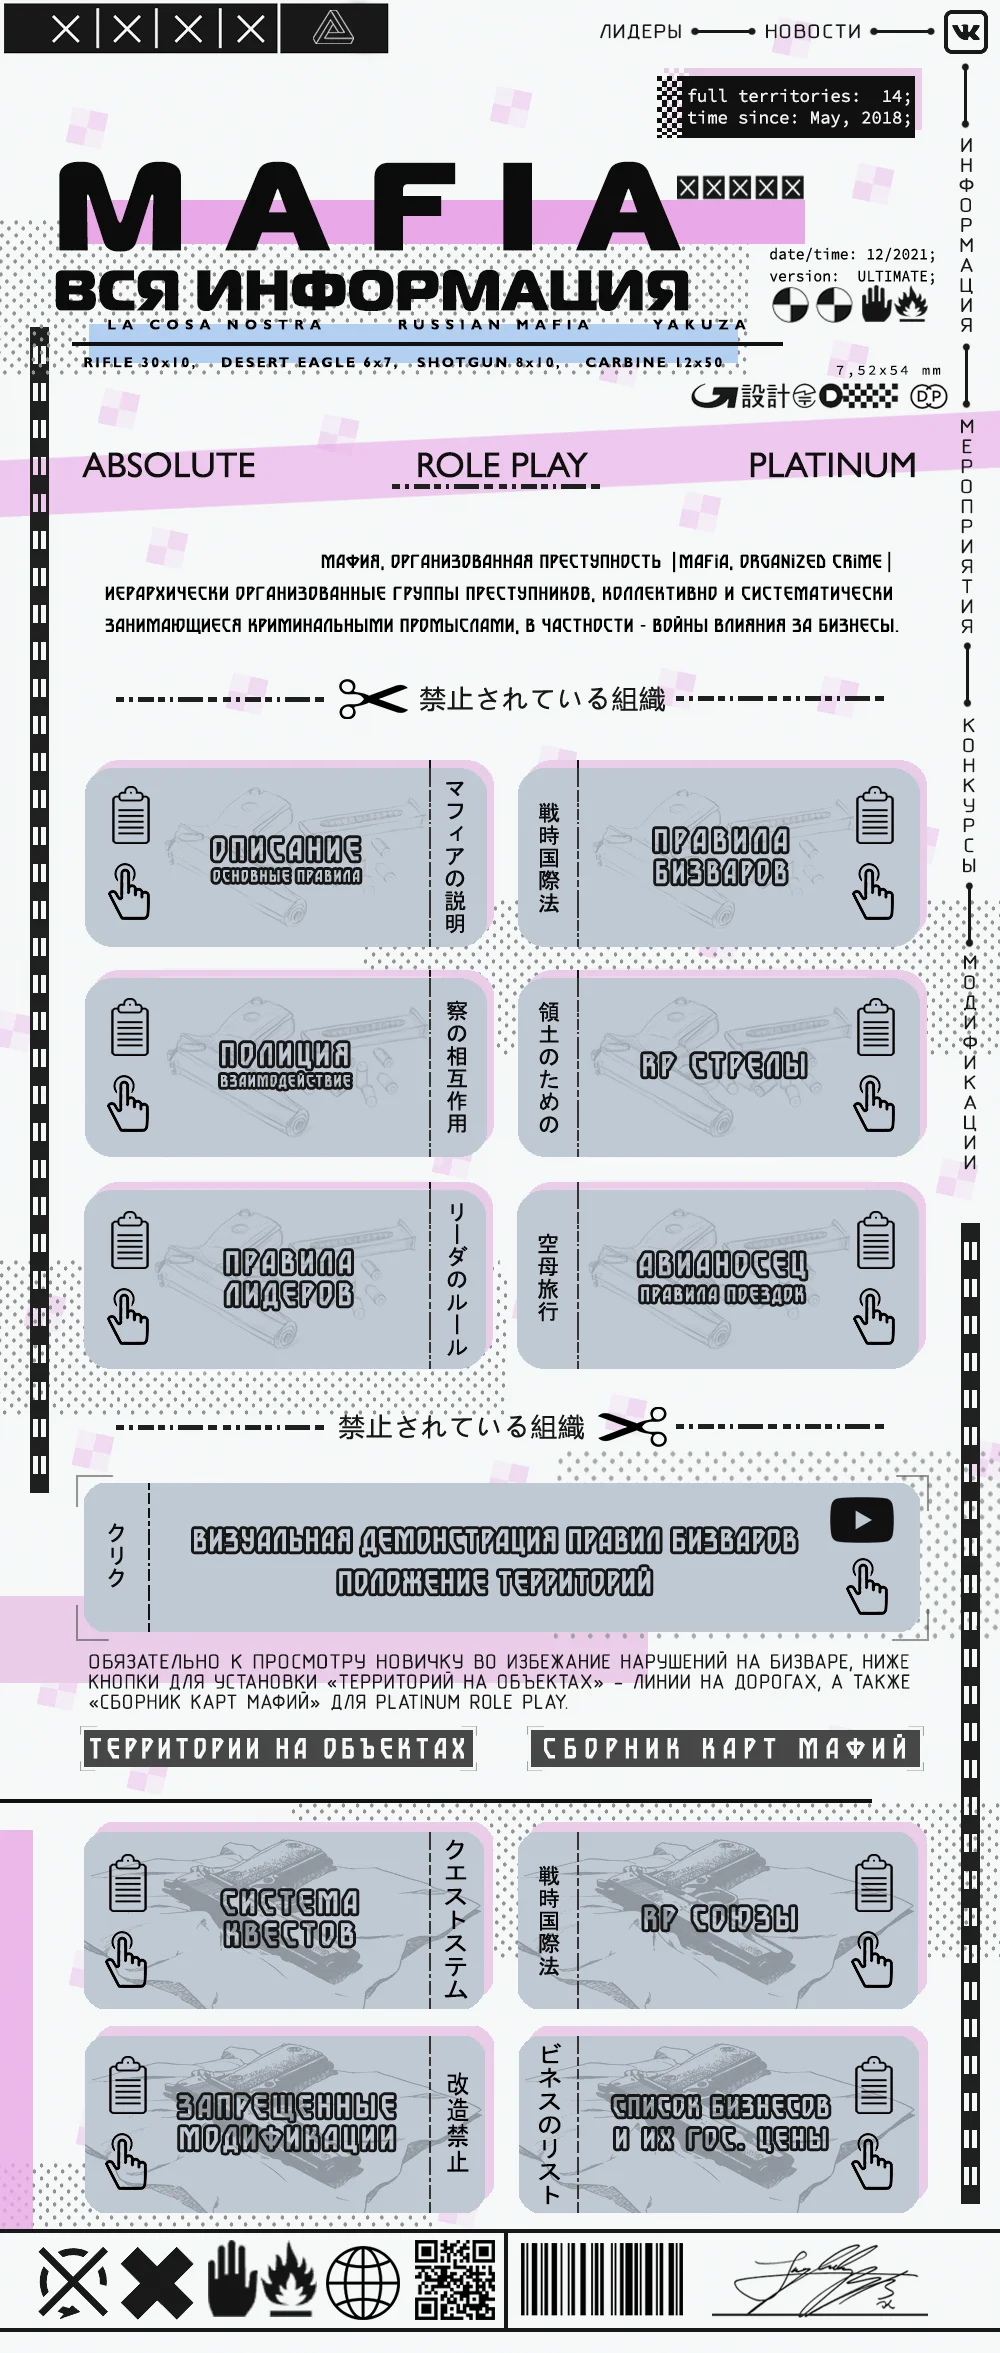 ЛИДЕРЫ НОВОСТИ
full territories: 14;
time since: May, 2018;
MAFIA
ВСЯ ИНФОРМАЦИЯ
date/time: 12/2021;
version: ULTIMATE;
LA COSA NOSTRA RUSSIAN MAFIA YAKUZA
RIFLE 30x10, DESERT EAGLE 6x7, SHOTGUN 8x10, CARBINE 12x50
7,52x54 mm
設計
DP
ИНФОРМАЦИЯ
МЕРОПРИЯТИЯ
КОНКУРСЫ
МОДИФИКАЦИИ
ABSOLUTE ROLE PLAY PLATINUM
МАФИЯ, ОРГАНИЗОВАННАЯ ПРЕСТУПНОСТЬ |MAFiA, ORGANiZED CRiME|
ИЕРАРХИЧЕСКИ ОРГАНИЗОВАННЫЕ ГРУППЫ ПРЕСТУПНИКОВ, КОЛЛЕКТИВНО И СИСТЕМАТИЧЕСКИ
ЗАНИМАЮЩИЕСЯ КРИМИНАЛЬНЫМИ ПРОМЫСЛАМИ, В ЧАСТНОСТИ - ВОЙНЫ ВЛИЯНИЯ ЗА БИЗНЕСЫ.
禁止されている組織
ОПИСАНИЕ
ОСНОВНЫЕ ПРАВИЛА
マフィアの説明
戦時国際法
ПРАВИЛА
БИЗВАРОВ
ПОЛИЦИЯ
ВЗАИМОДЕЙСТВИЕ
察の相互作用
領土のための
RP СТРЕЛЫ
ПРАВИЛА
ЛИДЕРОВ
リーダのルール
空母旅行
АВИАНОСЕЦ
ПРАВИЛА ПОЕЗДОК
禁止されている組織
クリク
ВИЗУАЛЬНАЯ ДЕМОНСТРАЦИЯ ПРАВИЛ БИЗВАРОВ
ПОЛОЖЕНИЕ ТЕРРИТОРИЙ
ОБЯЗАТЕЛЬНО К ПРОСМОТРУ НОВИЧКУ ВО ИЗБЕЖАНИЕ НАРУШЕНИЙ НА БИЗВАРЕ, НИЖЕ
КНОПКИ ДЛЯ УСТАНОВКИ «ТЕРРИТОРИЙ НА ОБЪЕКТАХ» - ЛИНИИ НА ДОРОГАХ, А ТАКЖЕ
«СБОРНИК КАРТ МАФИЙ» ДЛЯ PLATINUM ROLE PLAY.
ТЕРРИТОРИИ НА ОБЪЕКТАХ
СБОРНИК КАРТ МАФИЙ
СИСТЕМА
КВЕСТОВ
クエストステム
戦時国際法
RP СОЮЗЫ
ЗАПРЕЩЕННЫЕ
МОДИФИКАЦИИ
改造禁止
ビネスのリスト
СПИСОК БИЗНЕСОВ
И ИХ ГОС. ЦЕНЫ